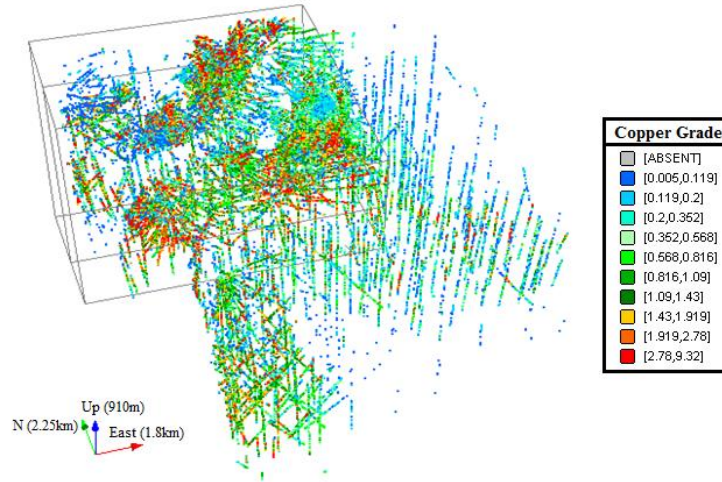 Copper Grade
[ABSENT]
[0.005,0.119]
[0.119,0.2]
[0.2,0.352]
[0.352,0.568]
[0.568,0.816]
[0.816,1.09]
[1.09,1.43]
[1.43,1.919]
[1.919,2.78]
[2.78,9.32]
Up (910m)
N (2.25km)
East (1.8km)